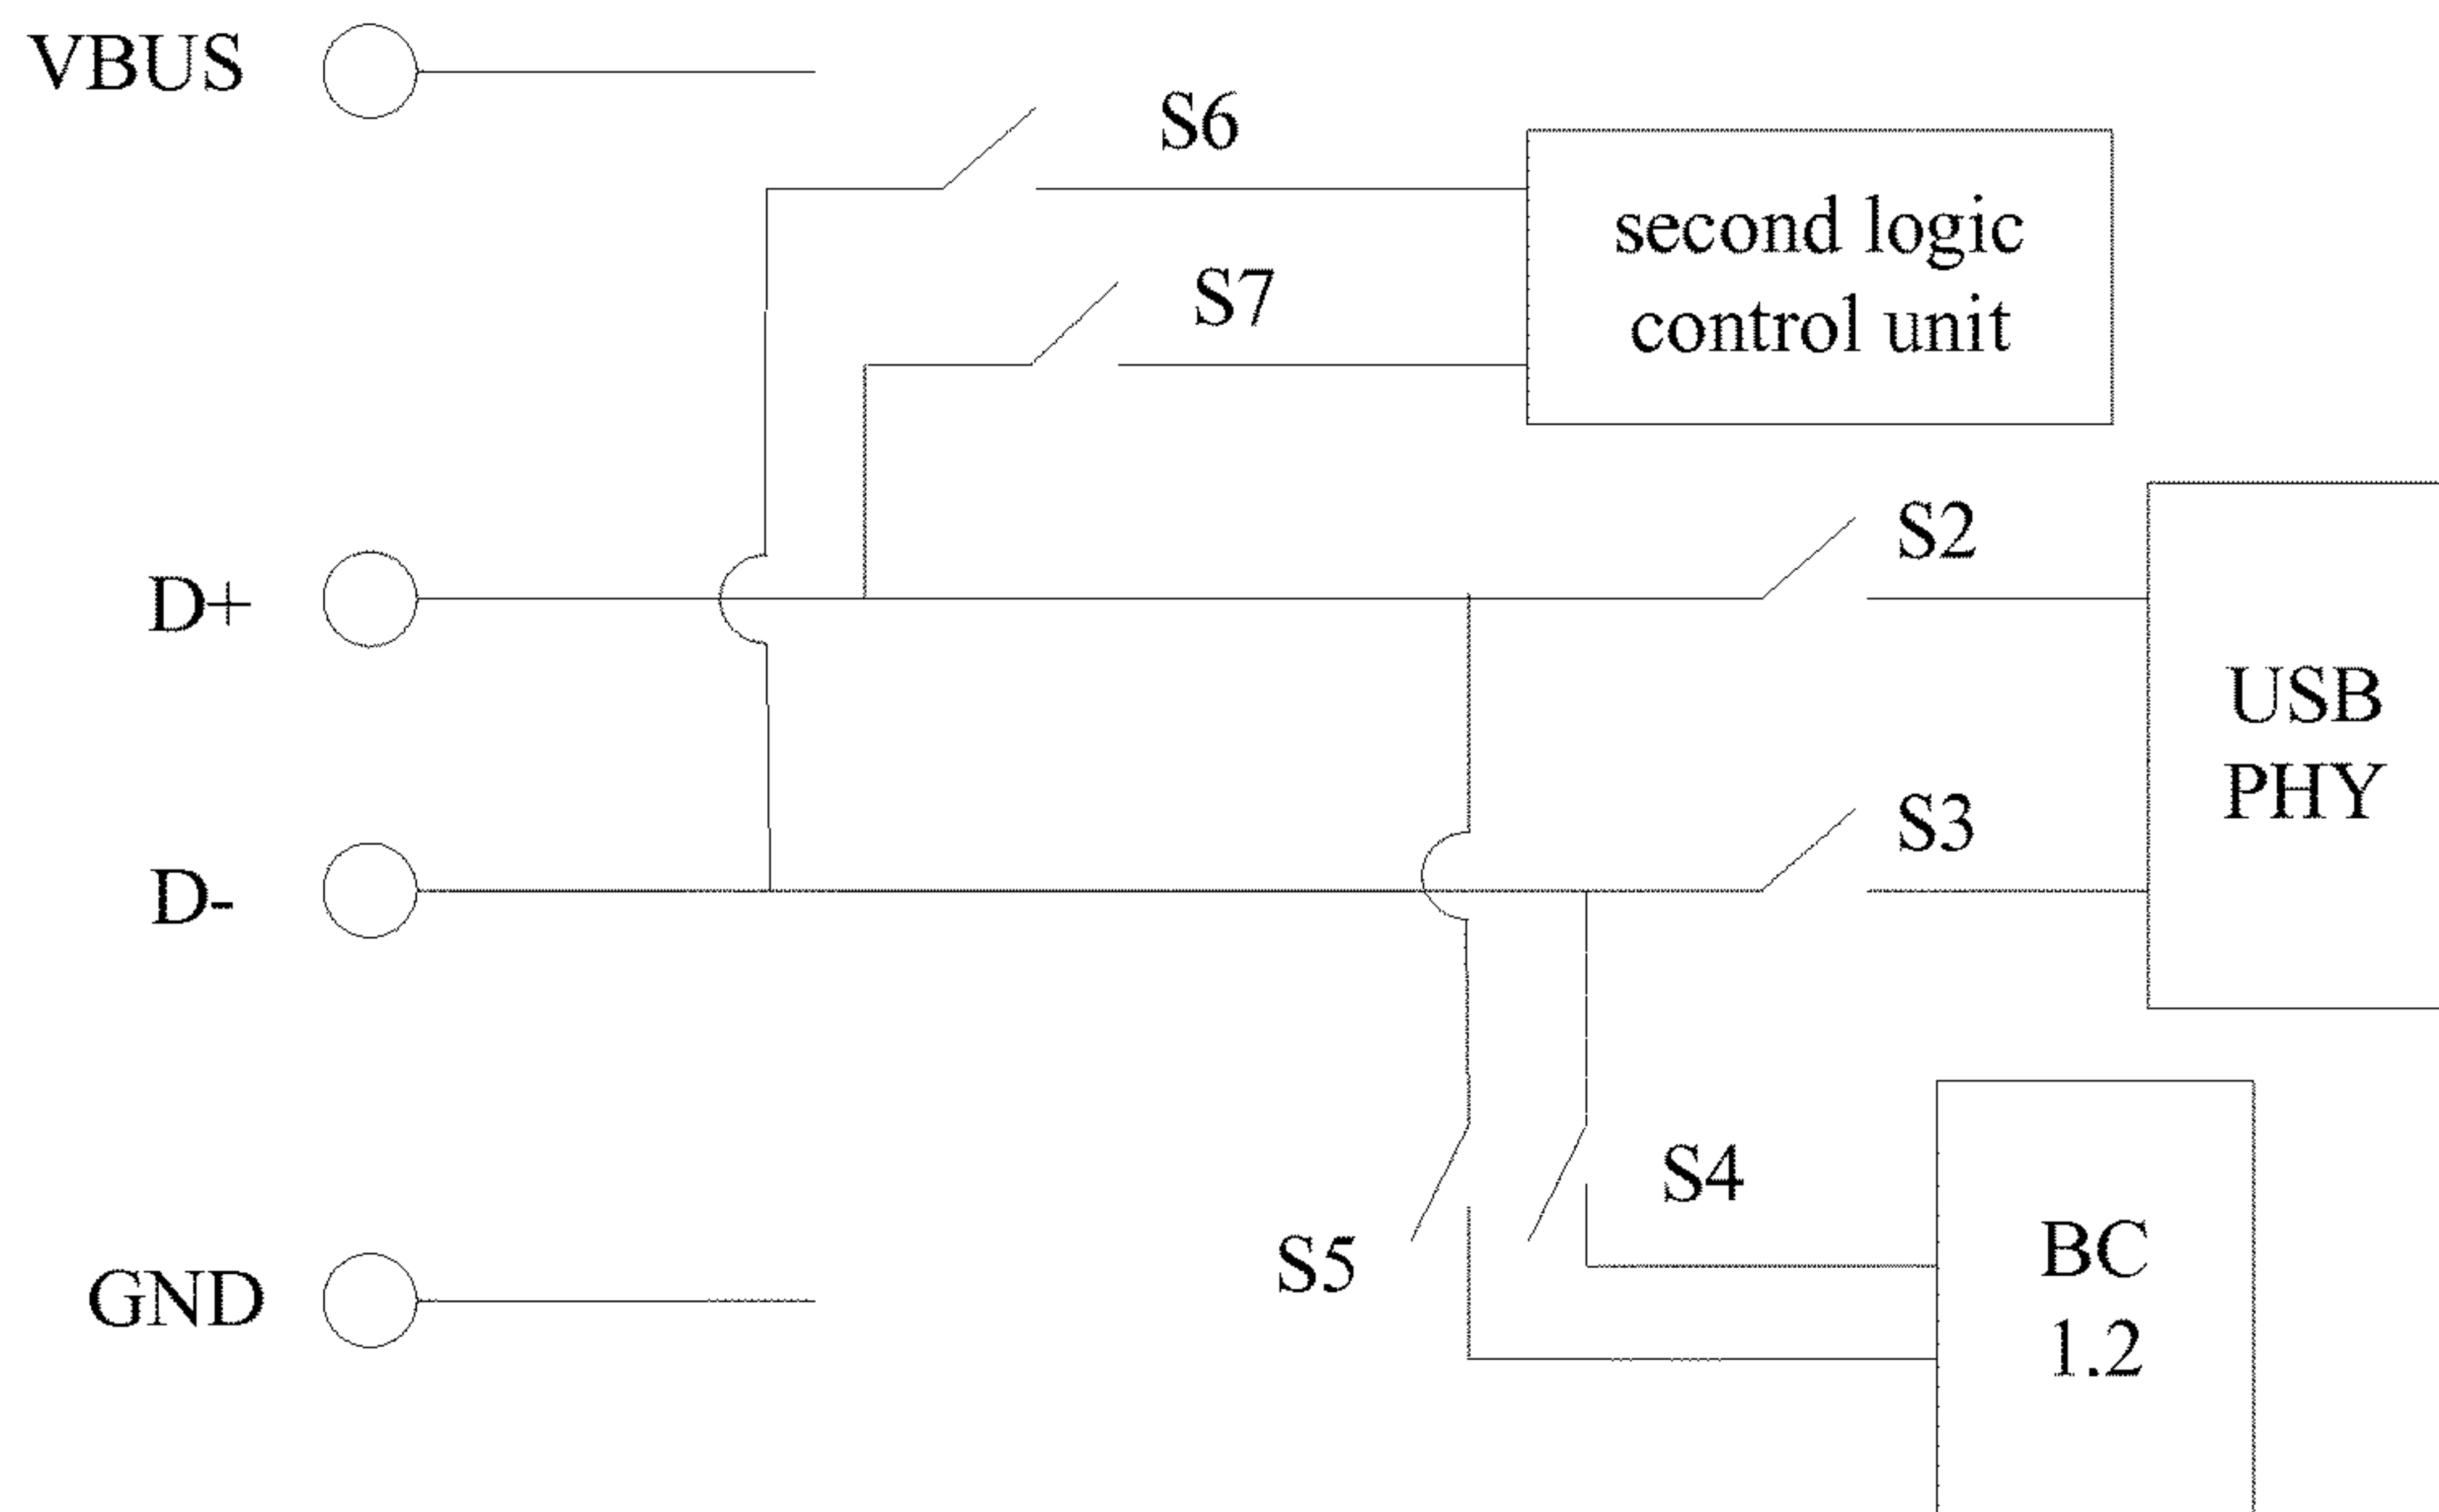 VBUS
S6
second logic
control unit
S7
S2
D+
USB
PHY
S3
D-
S4
BC
1.2
S5
GND